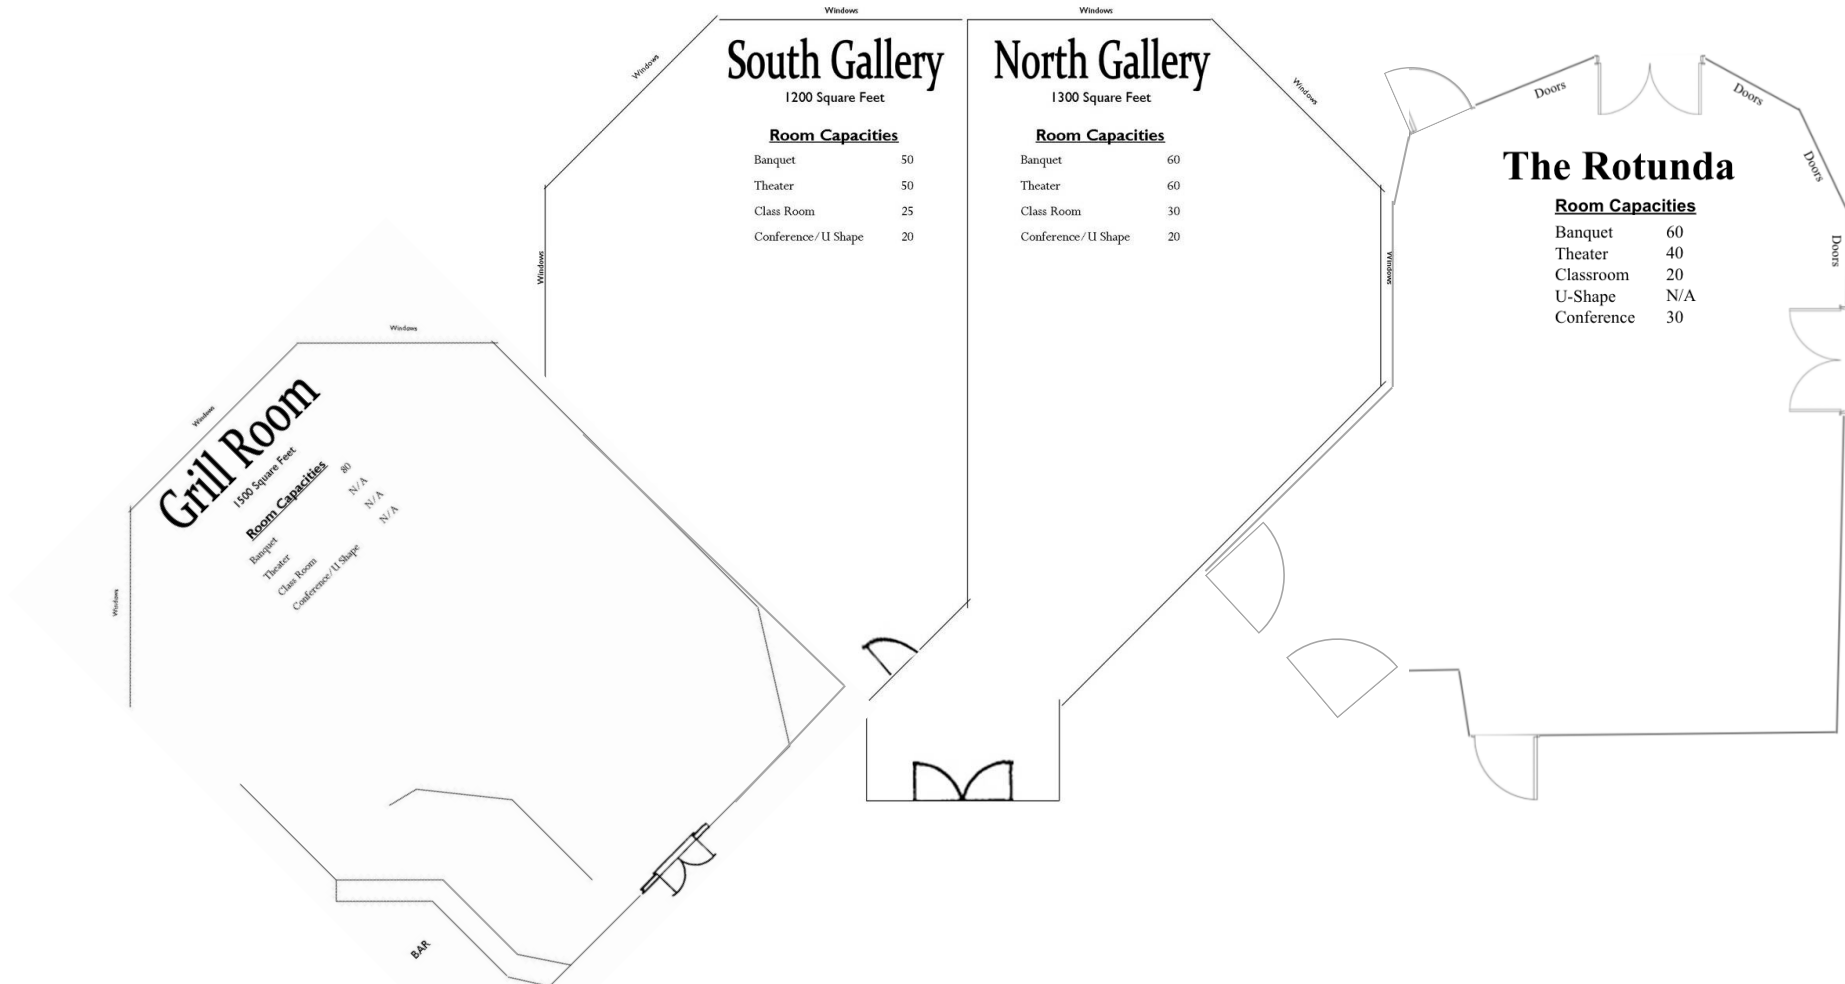 Windows
Windows
South Gallery
1200 Square Feet
Room Capacities
Banquet 50
Theater 50
Class Room 25
Conference/U Shape 20
Windows
Windows
North Gallery
1300 Square Feet
Room Capacities
Banquet 60
Theater 60
Class Room 30
Conference/U Shape 20
Windows
Windows
Windows
Doors
Doors
Doors
Doors
The Rotunda
Room Capacities
Banquet 60
Theater 40
Classroom 20
U-Shape N/A
Conference 30
Windows
Windows
Windows
Grill Room
1500 Square Feet
Room Capacities
Banquet 80
Theater N/A
Class Room N/A
Conference/U Shape N/A
BAR